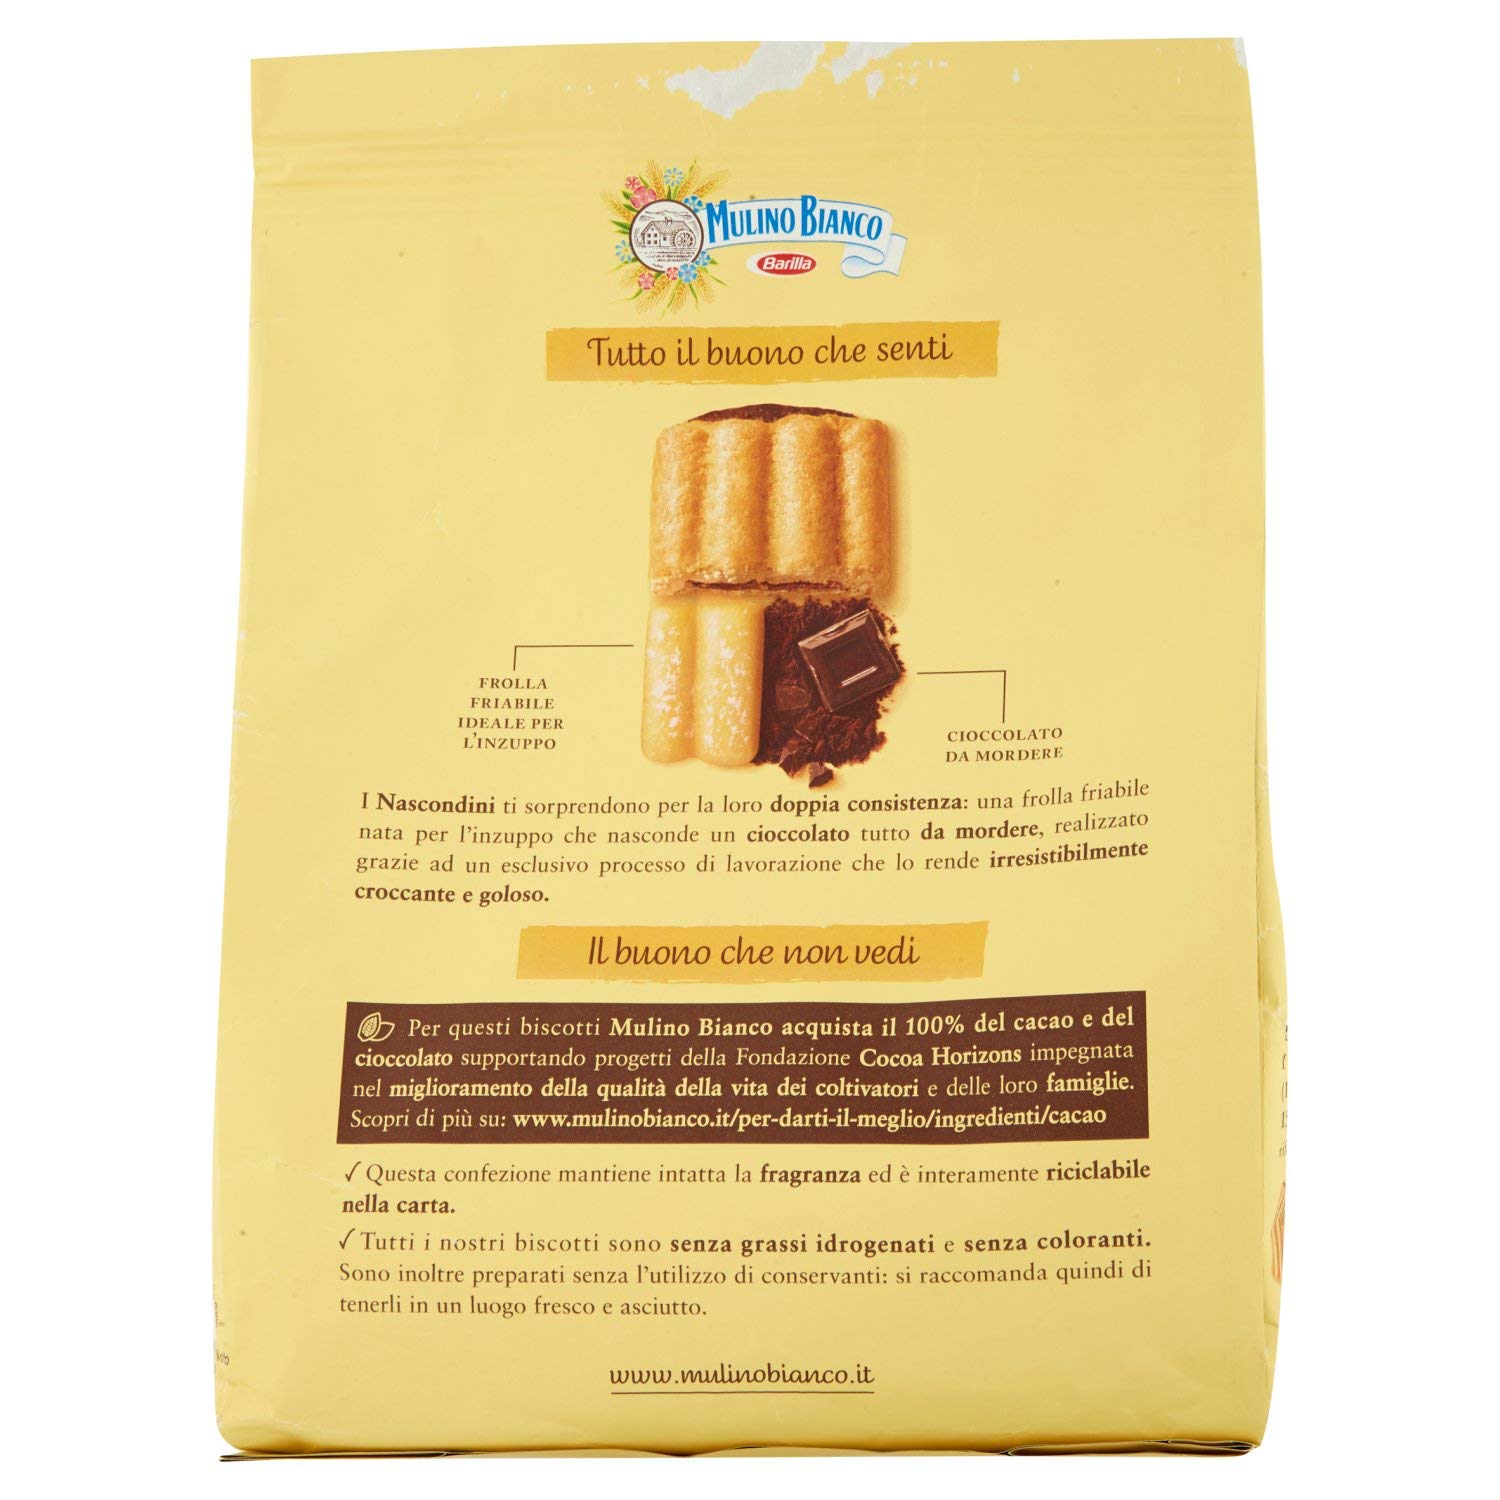 MULINO BIANCO
Barilla
Tutto il buono che senti
FROLLA
FRIABILE
IDEALE PER
L'INZUPPO
CIOCCOLATO
DA MORDERE
I Nascondini ti sorprendono per la loro doppia consistenza: una frolla friabile
nata per l'inzuppo che nasconde un cioccolato tutto da mordere, realizzato
grazie ad un esclusivo processo di lavorazione che lo rende irresistibilmente
croccante e goloso.
Il buono che non vedi
Per questi biscotti Mulino Bianco acquista il 100% del cacao e del
cioccolato supportando progetti della Fondazione Cocoa Horizons impegnata
nel miglioramento della qualità della vita dei coltivatori e delle loro famiglie.
Scopri di più su: www.mulinobianco.it/per-darti-il-meglio/ingredienti/cacao
✓ Questa confezione mantiene intatta la fragranza ed è interamente riciclabile
nella carta.
✓ Tutti i nostri biscotti sono senza grassi idrogenati e senza coloranti.
Sono inoltre preparati senza l'utilizzo di conservanti: si raccomanda quindi di
tenerli in un luogo fresco e asciutto.
www.mulinobianco.it